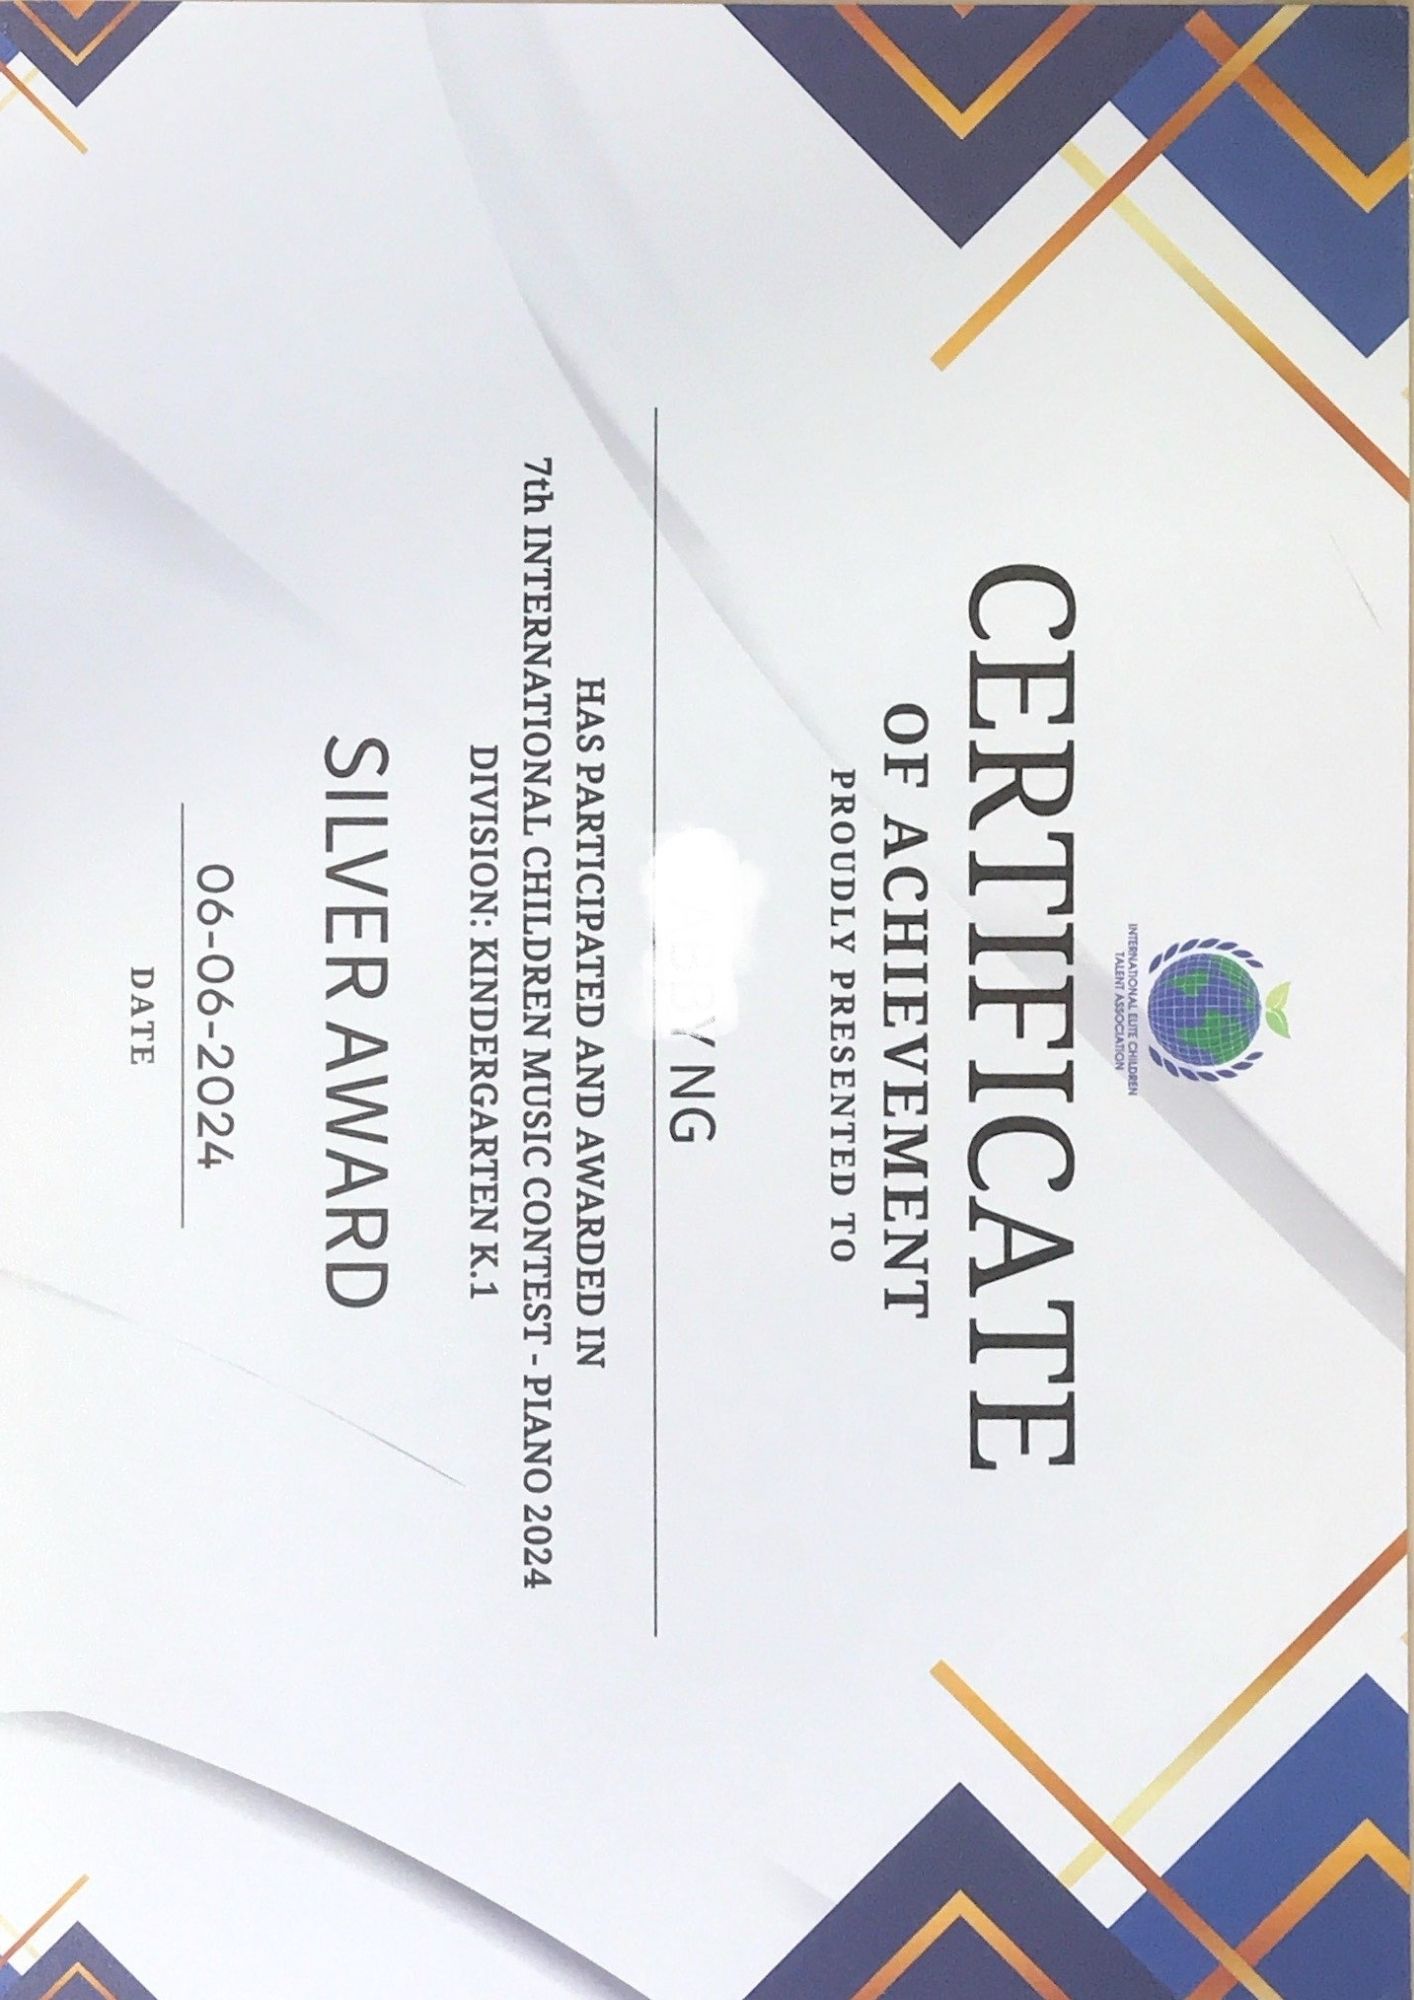 INTERNATIONAL ELITE CHILDREN
TALENT ASSOCIATION
CERTIFICATE
OF ACHIEVEMENT
PROUDLY PRESENTED TO
NG
HAS PARTICIPATED AND AWARDED IN
7th INTERNATIONAL CHILDREN MUSIC CONTEST - PIANO 2024
DIVISION: KINDERGARTEN K.1
SILVER AWARD
06-06-2024
DATE